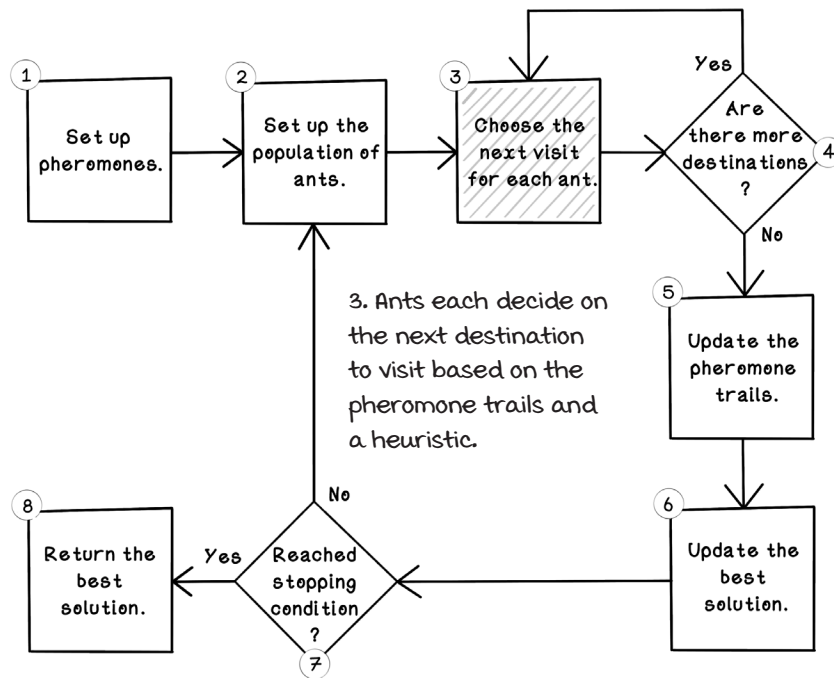 1
Set up
pheromones.
2
Set up the
population of
ants.
3
Choose the
next visit
for each ant.
Yes
Are
there more
destinations
?
4
No
3. Ants each decide on
the next destination
to visit based on the
pheromone trails and
a heuristic.
5
Update the
pheromone
trails.
6
Update the
best
solution.
No
Reached
stopping
condition
?
7
Yes
8
Return the
best
solution.